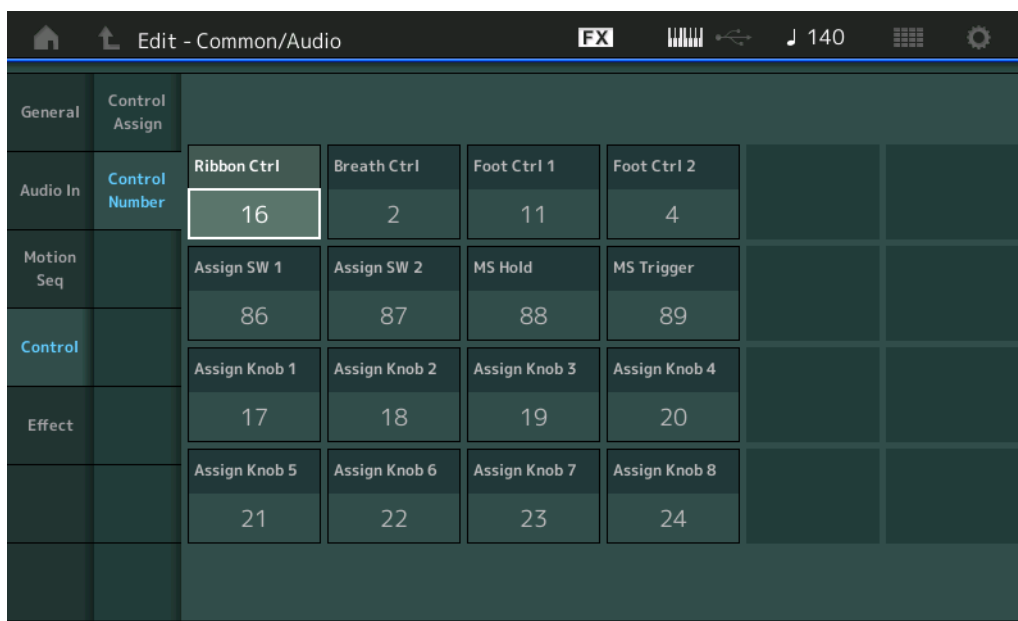 Edit - Common/Audio
FX
♩ 140
General
Control
Assign
Audio In
Control
Number
Motion
Seq
Control
Effect
Ribbon Ctrl
Breath Ctrl
Foot Ctrl 1
Foot Ctrl 2
16
2
11
4
Assign SW 1
Assign SW 2
MS Hold
MS Trigger
86
87
88
89
Assign Knob 1
Assign Knob 2
Assign Knob 3
Assign Knob 4
17
18
19
20
Assign Knob 5
Assign Knob 6
Assign Knob 7
Assign Knob 8
21
22
23
24